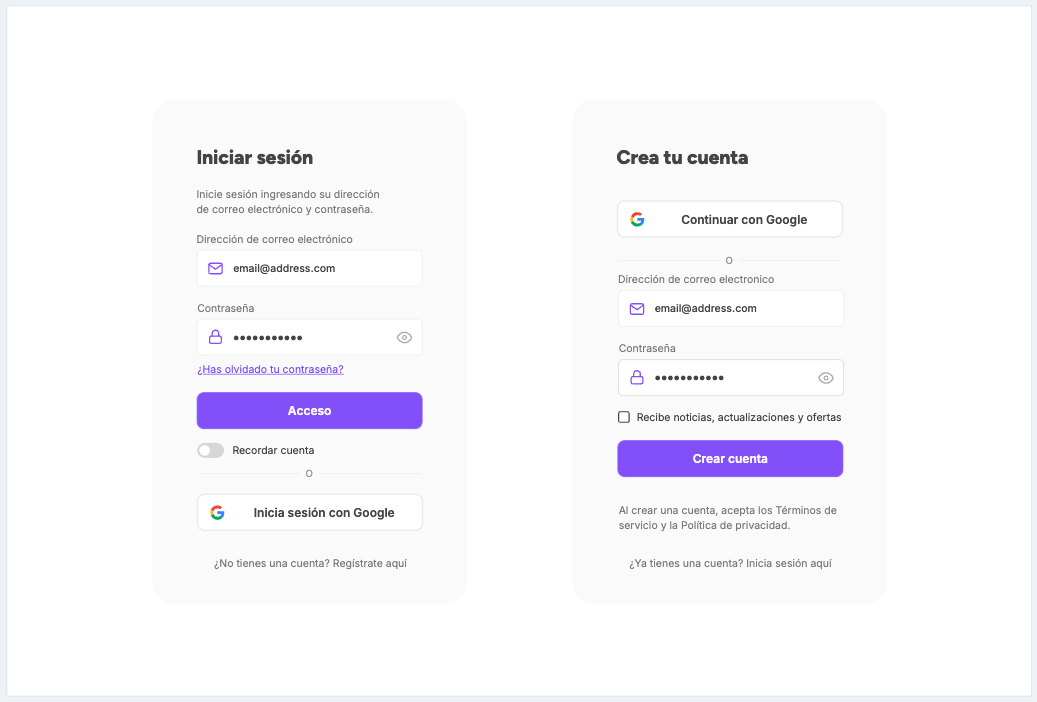 Iniciar sesión
Inicie sesión ingresando su dirección
de correo electrónico y contraseña.
Dirección de correo electrónico
email@address.com
Contraseña
●●●●●●●●●●●
¿Has olvidado tu contraseña?
Acceso
Recordar cuenta
O
Inicia sesión con Google
¿No tienes una cuenta? Regístrate aquí
Crea tu cuenta
Continuar con Google
O
Dirección de correo electronico
email@address.com
Contraseña
●●●●●●●●●●●
Recibe noticias, actualizaciones y ofertas
Crear cuenta
Al crear una cuenta, acepta los Términos de
servicio y la Política de privacidad.
¿Ya tienes una cuenta? Inicia sesión aquí